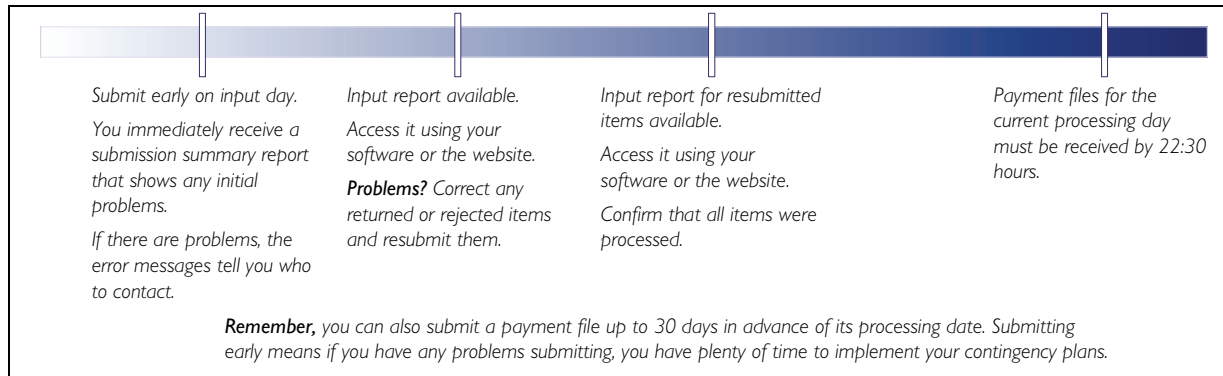 Submit early on input day.
You immediately receive a
submission summary report
that shows any initial
problems.
If there are problems, the
error messages tell you who
to contact.
Input report available.
Access it using your
software or the website.
Problems? Correct any
returned or rejected items
and resubmit them.
Input report for resubmitted
items available.
Access it using your
software or the website.
Confirm that all items were
processed.
Payment files for the
current processing day
must be received by 22:30
hours.
Remember, you can also submit a payment file up to 30 days in advance of its processing date. Submitting
early means if you have any problems submitting, you have plenty of time to implement your contingency plans.